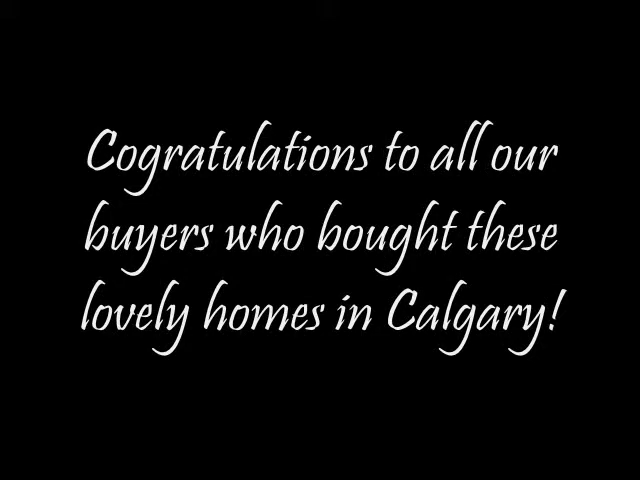 Cogratulations to all our
buyers who bought these
lovely homes in Calgary!